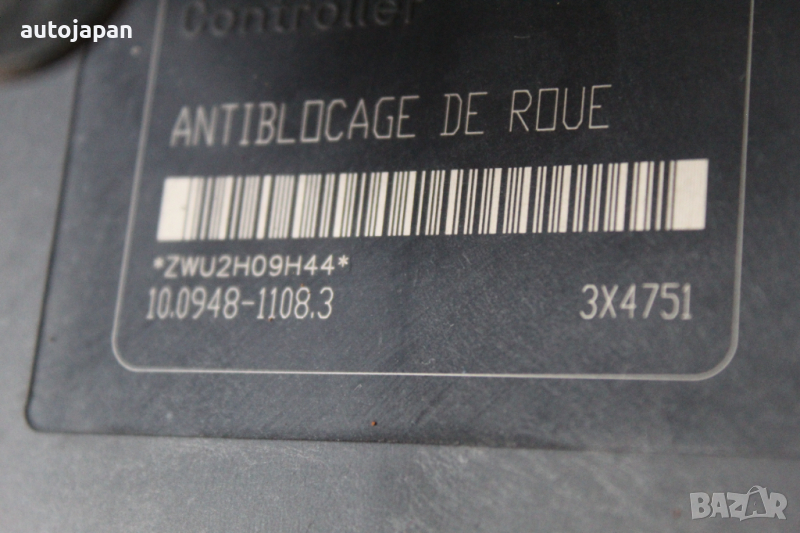 autojapan
Controller
ANTIBLOCAGE DE ROUE
*ZWU2H09H44*
10.0948-1108.3 3X4751
BAZAR